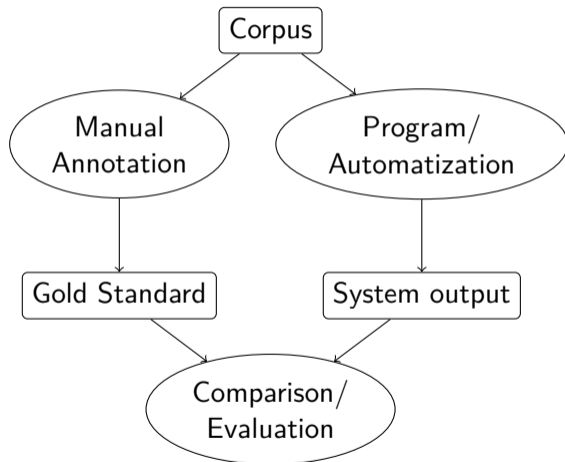 Corpus
Manual
Annotation
Program/
Automatization
Gold Standard
System output
Comparison/
Evaluation